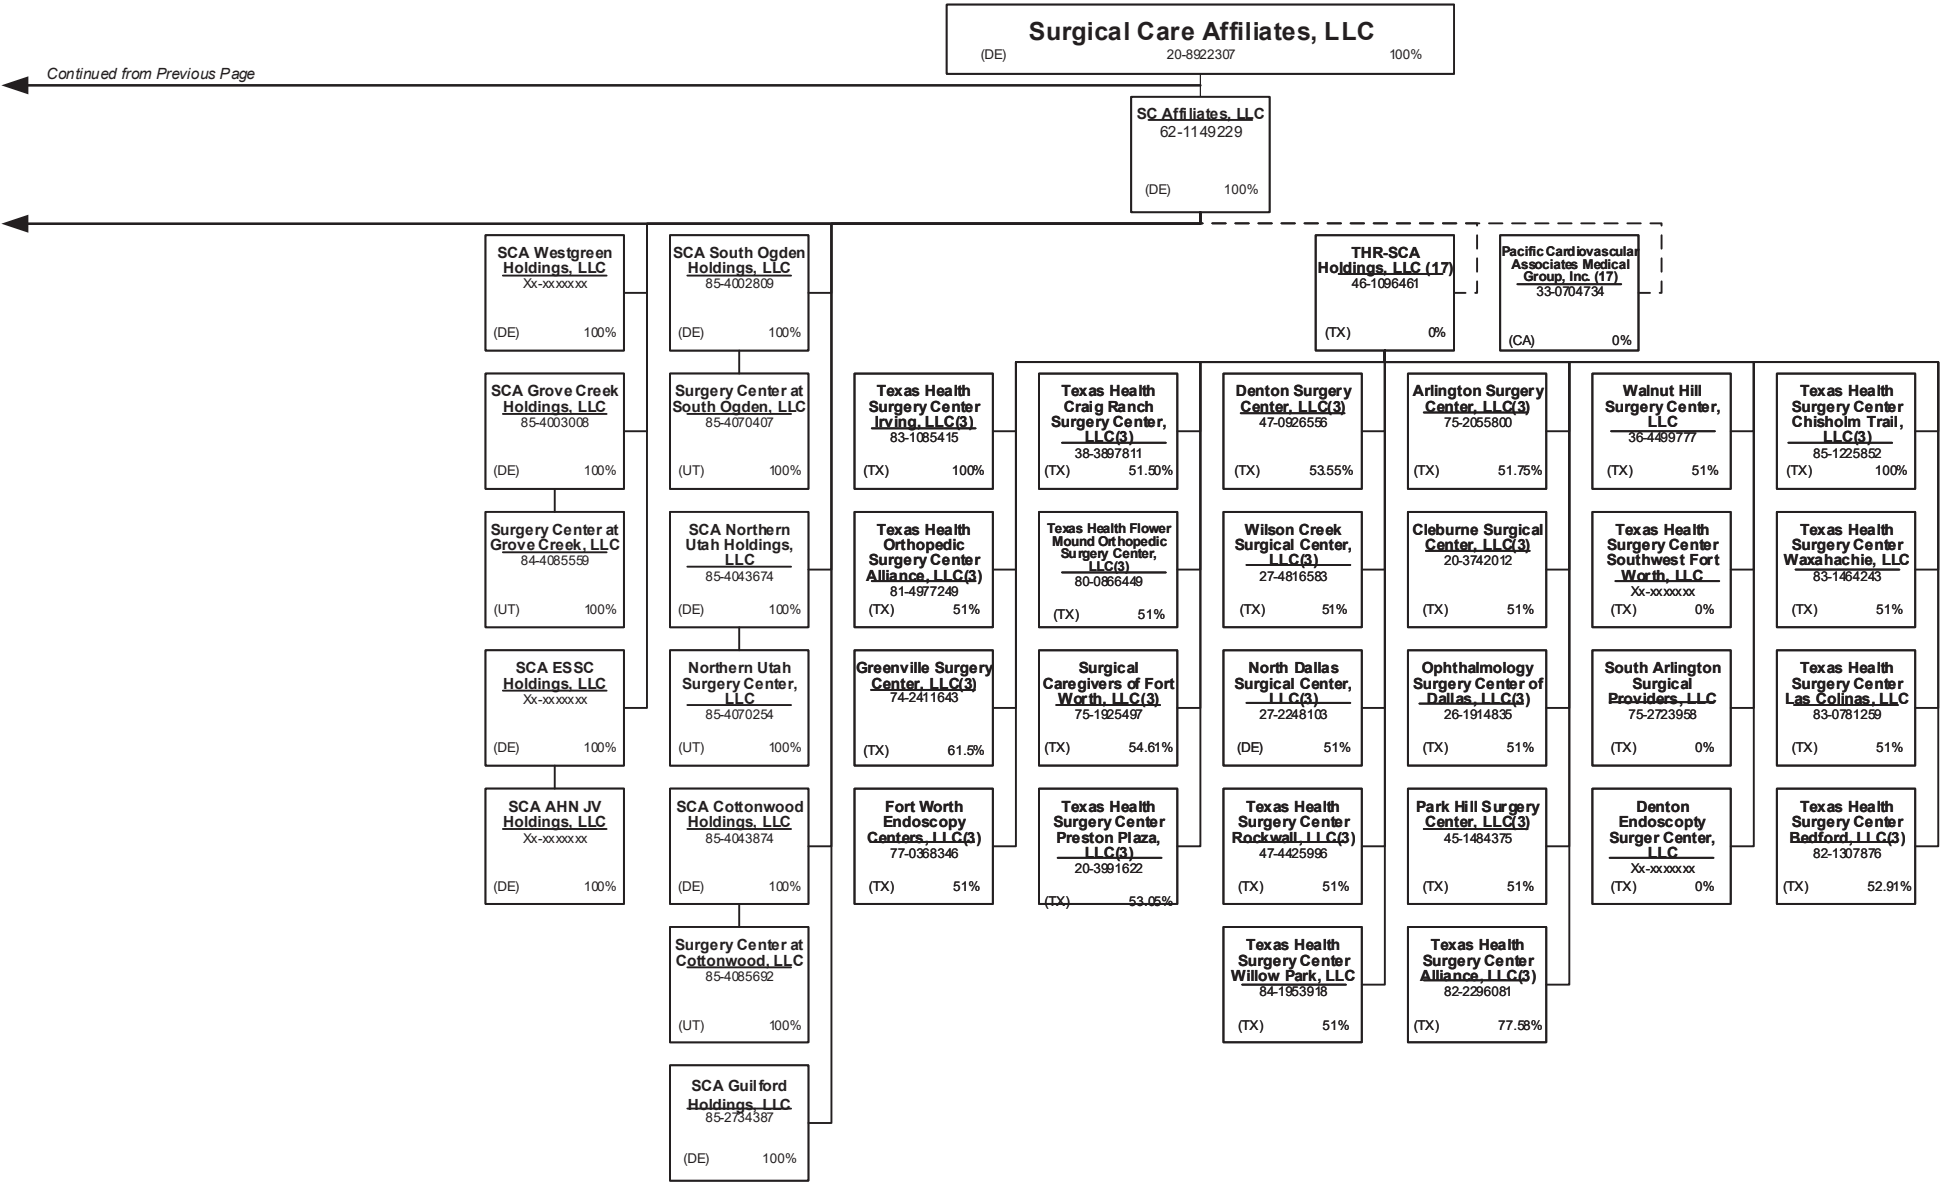 Surgical Care Affiliates, LLC
(DE) 20-8922307 100%
Continued from Previous Page
SC Affiliates, LLC
62-1149229
(DE) 100%
SCA Westgreen
Holdings, LLC
Xx-xxxxxxx
(DE) 100%
SCA South Ogden
Holdings, LLC
85-4002809
(DE) 100%
THR-SCA
Holdings, LLC (17)
46-1096461
(TX) 0%
Pacific Cardiovascular
Associates Medical
Group, Inc. (17)
33-0704734
(CA) 0%
SCA Grove Creek
Holdings, LLC
85-4003008
(DE) 100%
Surgery Center at
South Ogden, LLC
85-4070407
(UT) 100%
Texas Health
Surgery Center
Irving, LLC(3)
83-1085415
(TX) 100%
Texas Health
Craig Ranch
Surgery Center,
LLC(3)
38-3897811
(TX) 51.50%
Denton Surgery
Center, LLC(3)
47-0926556
(TX) 53.55%
Arlington Surgery
Center, LLC(3)
75-2055800
(TX) 51.75%
Walnut Hill
Surgery Center,
LLC
36-4499777
(TX) 51%
Texas Health
Surgery Center
Chisholm Trail,
LLC(3)
85-1225852
(TX) 100%
Surgery Center at
Grove Creek, LLC
84-4085559
(UT) 100%
SCA Northern
Utah Holdings,
LLC
85-4043674
(DE) 100%
Texas Health
Orthopedic
Surgery Center
Alliance, LLC(3)
81-4977249
(TX) 51%
Texas Health Flower
Mound Orthopedic
Surgery Center,
LLC(3)
80-0866449
(TX) 51%
Wilson Creek
Surgical Center,
LLC(3)
27-4816583
(TX) 51%
Cleburne Surgical
Center, LLC(3)
20-3742012
(TX) 51%
Texas Health
Surgery Center
Southwest Fort
Worth, LLC
Xx-xxxxxxx
(TX) 0%
Texas Health
Surgery Center
Waxahachie, LLC
83-1464243
(TX) 51%
SCA ESSC
Holdings, LLC
Xx-xxxxxxx
(DE) 100%
Northern Utah
Surgery Center,
LLC
85-4070254
(UT) 100%
Greenville Surgery
Center, LLC(3)
74-2411643
(TX) 61.5%
Surgical
Caregivers of Fort
Worth, LLC(3)
75-1925497
(TX) 54.61%
North Dallas
Surgical Center,
LLC(3)
27-2248103
(DE) 51%
Ophthalmology
Surgery Center of
Dallas, LLC(3)
26-1914835
(TX) 51%
South Arlington
Surgical
Providers, LLC
75-2723958
(TX) 0%
Texas Health
Surgery Center
Las Colinas, LLC
83-0781259
(TX) 51%
SCA AHN JV
Holdings, LLC
Xx-xxxxxxx
(DE) 100%
SCA Cottonwood
Holdings, LLC
85-4043874
(DE) 100%
Fort Worth
Endoscopy
Centers, LLC(3)
77-0368346
(TX) 51%
Texas Health
Surgery Center
Preston Plaza,
LLC(3)
20-3991622
(TX) 53.05%
Texas Health
Surgery Center
Rockwall, LLC(3)
47-4425996
(TX) 51%
Park Hill Surgery
Center, LLC(3)
45-1484375
(TX) 51%
Denton
Endoscopty
Surger Center,
LLC
Xx-xxxxxxx
(TX) 0%
Texas Health
Surgery Center
Bedford, LLC(3)
82-1307876
(TX) 52.91%
Surgery Center at
Cottonwood, LLC
85-4085692
(UT) 100%
Texas Health
Surgery Center
Willow Park, LLC
84-1953918
(TX) 51%
Texas Health
Surgery Center
Alliance, LLC(3)
82-2296081
(TX) 77.58%
SCA Guilford
Holdings, LLC
85-2734387
(DE) 100%